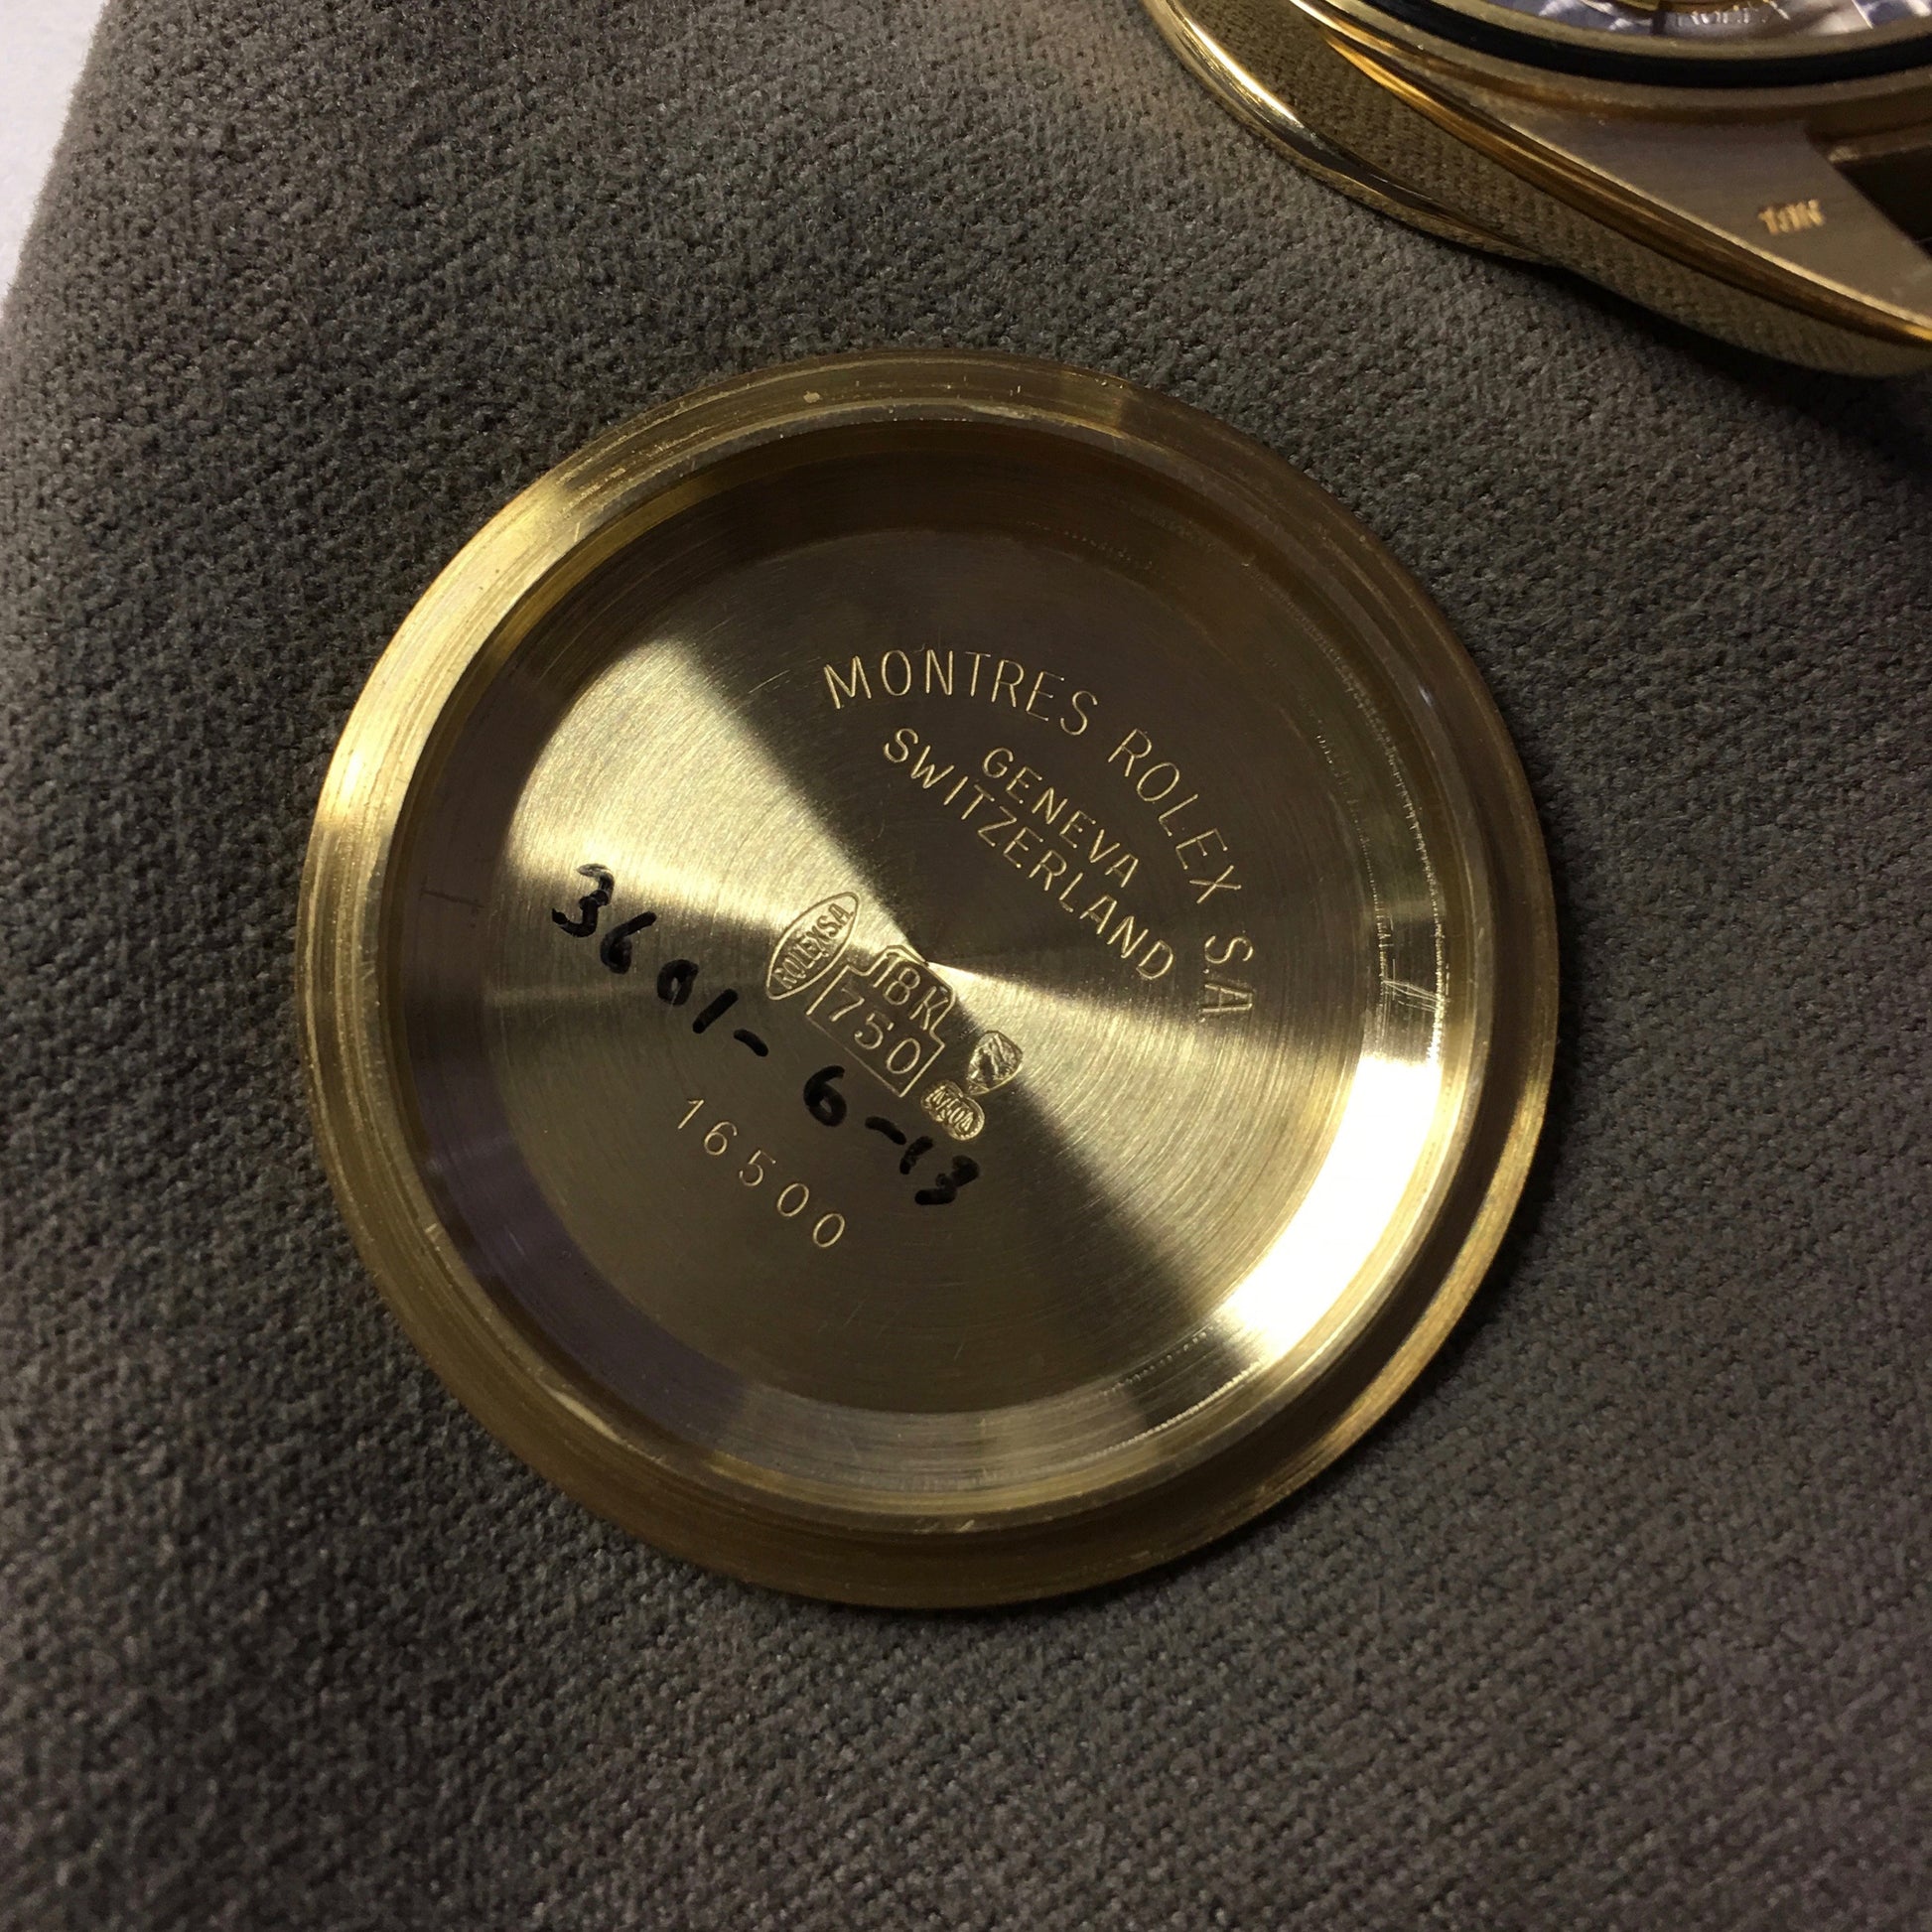 MONTRES ROLEX S.A
GENEVA
SWITZERLAND
ROLEXSA
18K
750
3601-6-13
16500